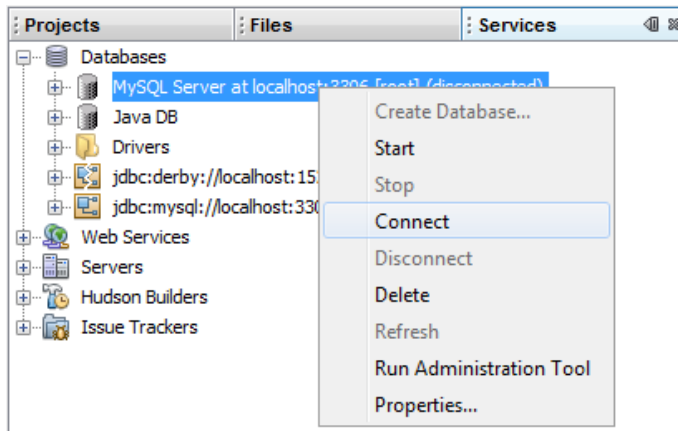 Projects
Files
Services
Databases
MySQL Server at localhost:3306 [root] (disconnected)
Java DB
Drivers
jdbc:derby://localhost:15
jdbc:mysql://localhost:330
Web Services
Servers
Hudson Builders
Issue Trackers
Create Database...
Start
Stop
Connect
Disconnect
Delete
Refresh
Run Administration Tool
Properties...